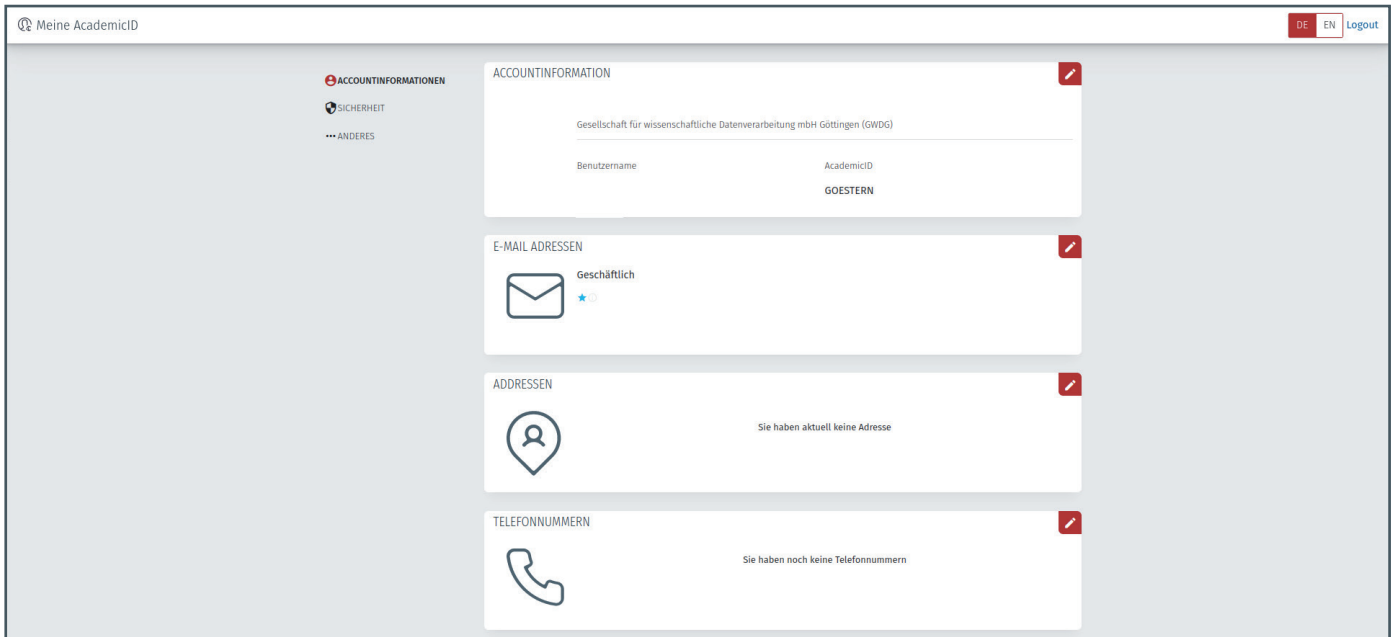 Meine AcademicID
DE EN Logout
ACCOUNTINFORMATIONEN
SICHERHEIT
ANDERES
ACCOUNTINFORMATION
Gesellschaft für wissenschaftliche Datenverarbeitung mbH Göttingen (GWDG)
Benutzername AcademicID
GOESTERN
E-MAIL ADRESSEN
Geschäftlich
ADDRESSEN
Sie haben aktuell keine Adresse
TELEFONNUMMERN
Sie haben noch keine Telefonnummern